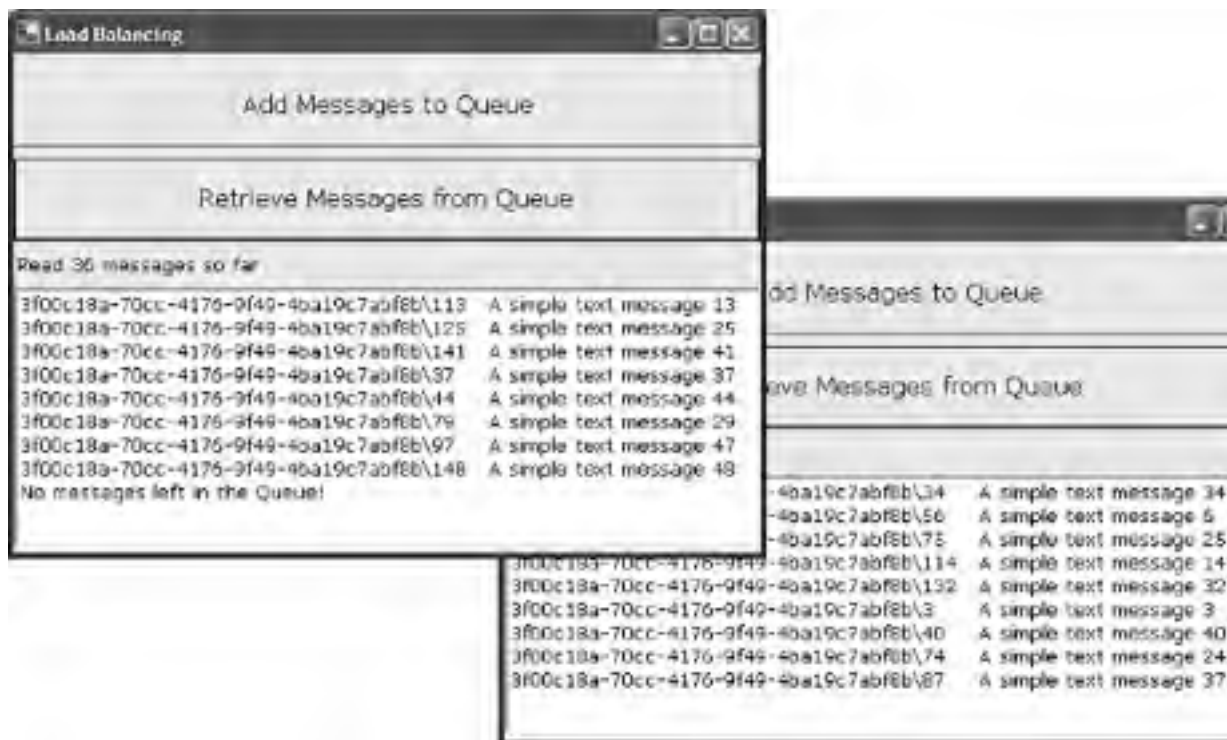 Load Balancing
Add Messages to Queue
Retrieve Messages from Queue
Read 36 messages so far
3f00c18a-70cc-4176-9f49-4ba19c7abf8b\113 A simple text message 13
3f00c18a-70cc-4176-9f49-4ba19c7abf8b\125 A simple text message 25
3f00c18a-70cc-4176-9f49-4ba19c7abf8b\141 A simple text message 41
3f00c18a-70cc-4176-9f49-4ba19c7abf8b\37 A simple text message 37
3f00c18a-70cc-4176-9f49-4ba19c7abf8b\44 A simple text message 44
3f00c18a-70cc-4176-9f49-4ba19c7abf8b\79 A simple text message 29
3f00c18a-70cc-4176-9f49-4ba19c7abf8b\97 A simple text message 47
3f00c18a-70cc-4176-9f49-4ba19c7abf8b\148 A simple text message 48
No messages left in the Queue!
dd Messages to Queue
eve Messages from Queue
-4ba19c7abf8b\34 A simple text message 34
-4ba19c7abf8b\56 A simple text message 6
-4ba19c7abf8b\75 A simple text message 25
3f00c18a-70cc-4176-9f49-4ba19c7abf8b\114 A simple text message 14
3f00c18a-70cc-4176-9f49-4ba19c7abf8b\132 A simple text message 32
3f00c18a-70cc-4176-9f49-4ba19c7abf8b\3 A simple text message 3
3f00c18a-70cc-4176-9f49-4ba19c7abf8b\40 A simple text message 40
3f00c18a-70cc-4176-9f49-4ba19c7abf8b\74 A simple text message 24
3f00c18a-70cc-4176-9f49-4ba19c7abf8b\87 A simple text message 37